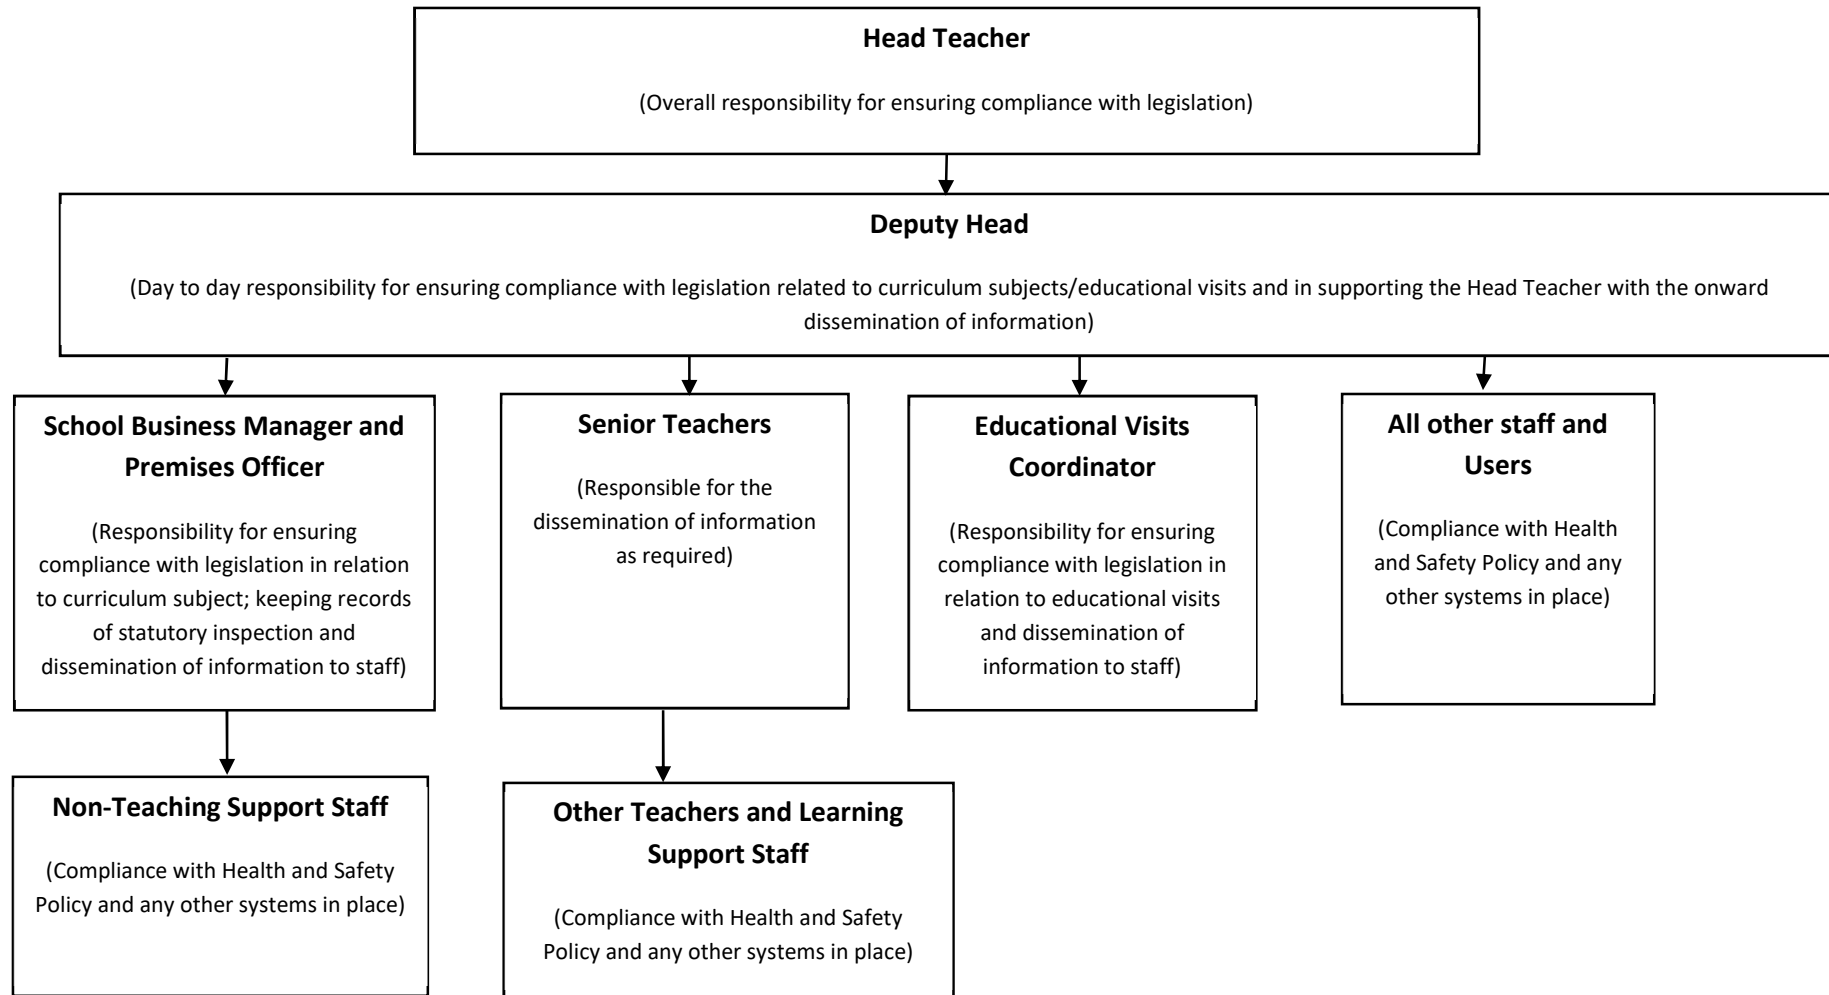 Head Teacher
(Overall responsibility for ensuring compliance with legislation)
Deputy Head
(Day to day responsibility for ensuring compliance with legislation related to curriculum subjects/educational visits and in supporting the Head Teacher with the onward
dissemination of information)
School Business Manager and
Premises Officer
(Responsibility for ensuring
compliance with legislation in relation
to curriculum subject; keeping records
of statutory inspection and
dissemination of information to staff)
Senior Teachers
(Responsible for the
dissemination of information
as required)
Educational Visits
Coordinator
(Responsibility for ensuring
compliance with legislation in
relation to educational visits
and dissemination of
information to staff)
All other staff and
Users
(Compliance with Health
and Safety Policy and any
other systems in place)
Non-Teaching Support Staff
(Compliance with Health and Safety
Policy and any other systems in place)
Other Teachers and Learning
Support Staff
(Compliance with Health and Safety
Policy and any other systems in place)